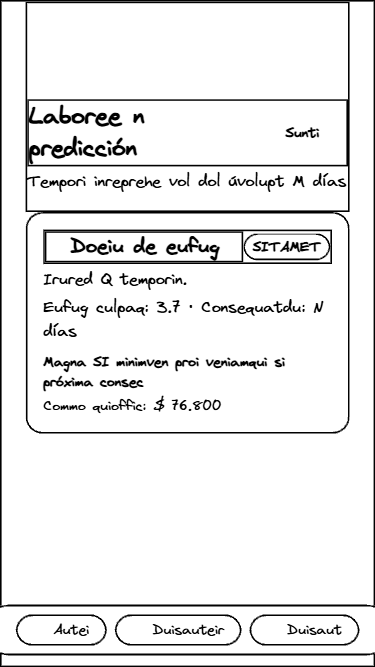 Laboree n
predicción
Sunti
Tempori inreprehe vol dol úvolupt M días
Doeiu de eufug
SITAMET
Irured Q temporin.
Eufug culpaq: 3.7 · Consequatdu: N
días
Magna SI minimven proi veniamqui si
próxima consec
Commo quioffic: $ 76.800
Autei
Duisauteir
Duisaut